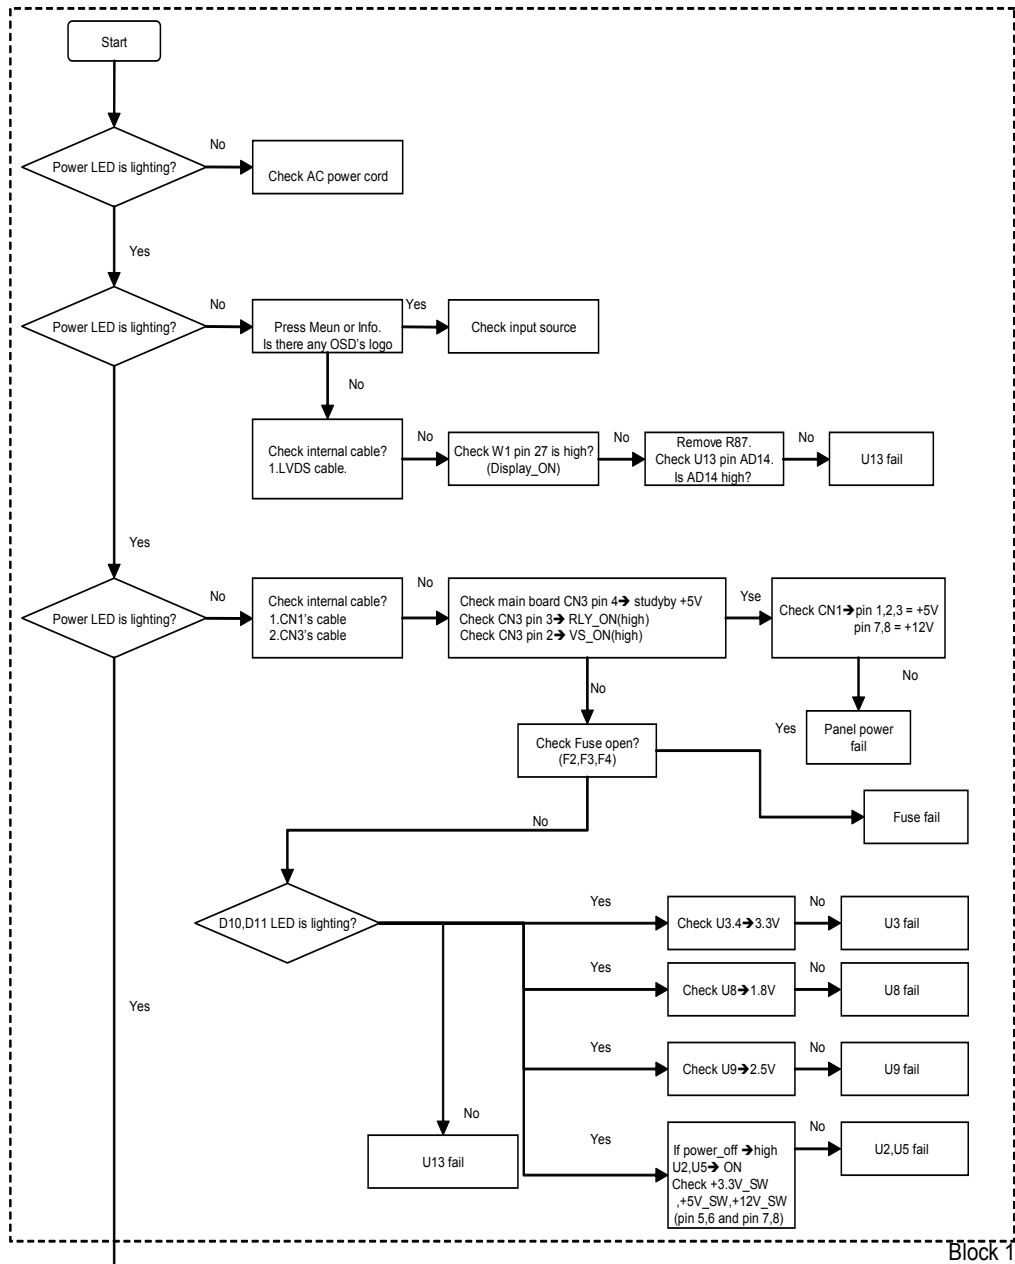 Start
Power LED is lighting?
No
Check AC power cord
Yes
Power LED is lighting?
No
Press Meun or Info.
Is there any OSD's logo
Yes
Check input source
No
Check internal cable?
1.LVDS cable.
No
Check W1 pin 27 is high?
(Display_ON)
No
Remove R87.
Check U13 pin AD14.
Is AD14 high?
No
U13 fail
Yes
Power LED is lighting?
No
Check internal cable?
1.CN1's cable
2.CN3's cable
No
Check main board CN3 pin 4➔ studyby +5V
Check CN3 pin 3➔ RLY_ON(high)
Check CN3 pin 2➔ VS_ON(high)
Yse
Check CN1➔pin 1,2,3 = +5V
pin 7,8 = +12V
No
No
Yes
Panel power
fail
Check Fuse open?
(F2,F3,F4)
Fuse fail
No
D10,D11 LED is lighting?
Yes
Check U3.4➔3.3V
No
U3 fail
Yes
Check U8➔1.8V
No
U8 fail
Yes
Yes
Check U9➔2.5V
No
U9 fail
No
U13 fail
Yes
If power_off ➔high
U2,U5➔ ON
Check +3.3V_SW
,+5V_SW,+12V_SW
(pin 5,6 and pin 7,8)
No
U2,U5 fail
Block 1